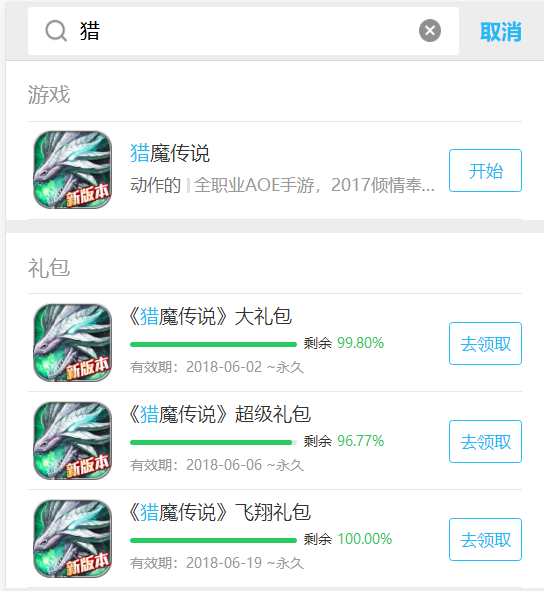 猎 取消
游戏
新版本
猎魔传说
动作的 | 全职业AOE手游，2017倾情奉...
开始
礼包
新版本
《猎魔传说》大礼包
剩余 99.80%
有效期：2018-06-02 ~永久
去领取
新版本
《猎魔传说》超级礼包
剩余 96.77%
有效期：2018-06-06 ~永久
去领取
新版本
《猎魔传说》飞翔礼包
剩余 100.00%
有效期：2018-06-19 ~永久
去领取